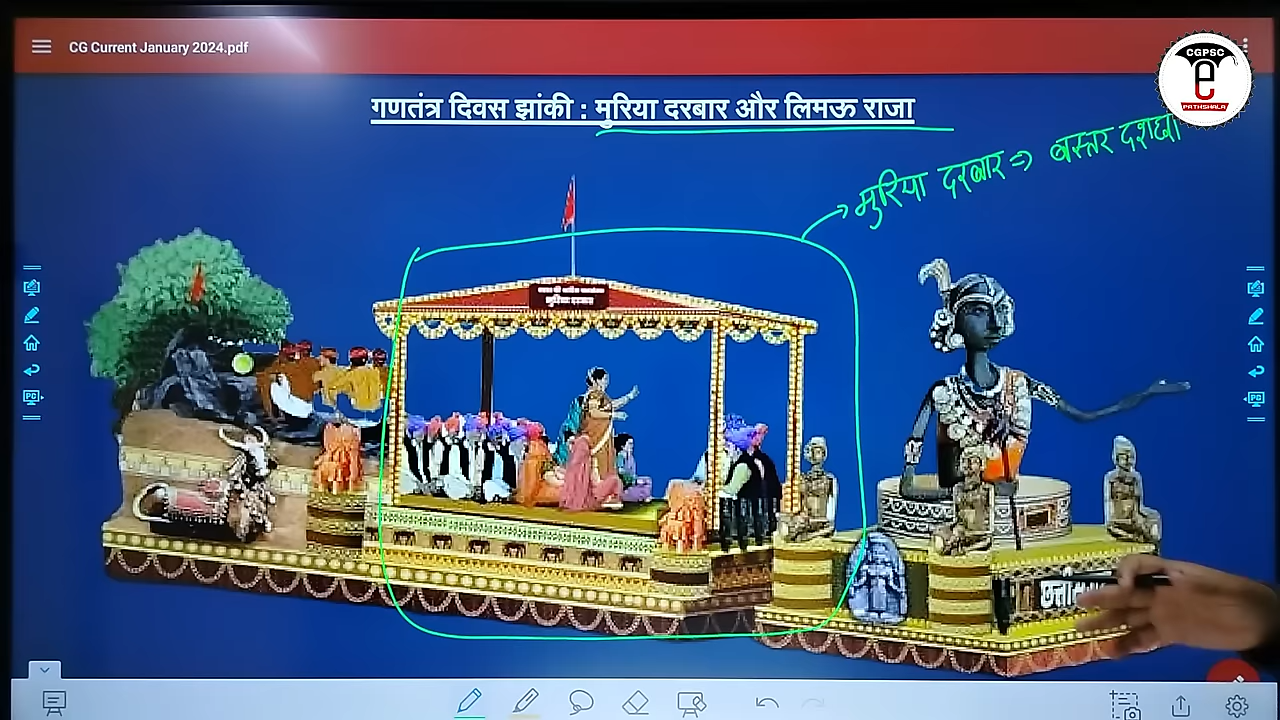 CG Current January 2024.pdf
CGPSC
e
PATHSHALA
गणतंत्र दिवस झांकी : मुरिया दरबार और लिमऊ राजा
मुरिया दरबार ⇒ बस्तर दशहरा
मुरिया दरबार